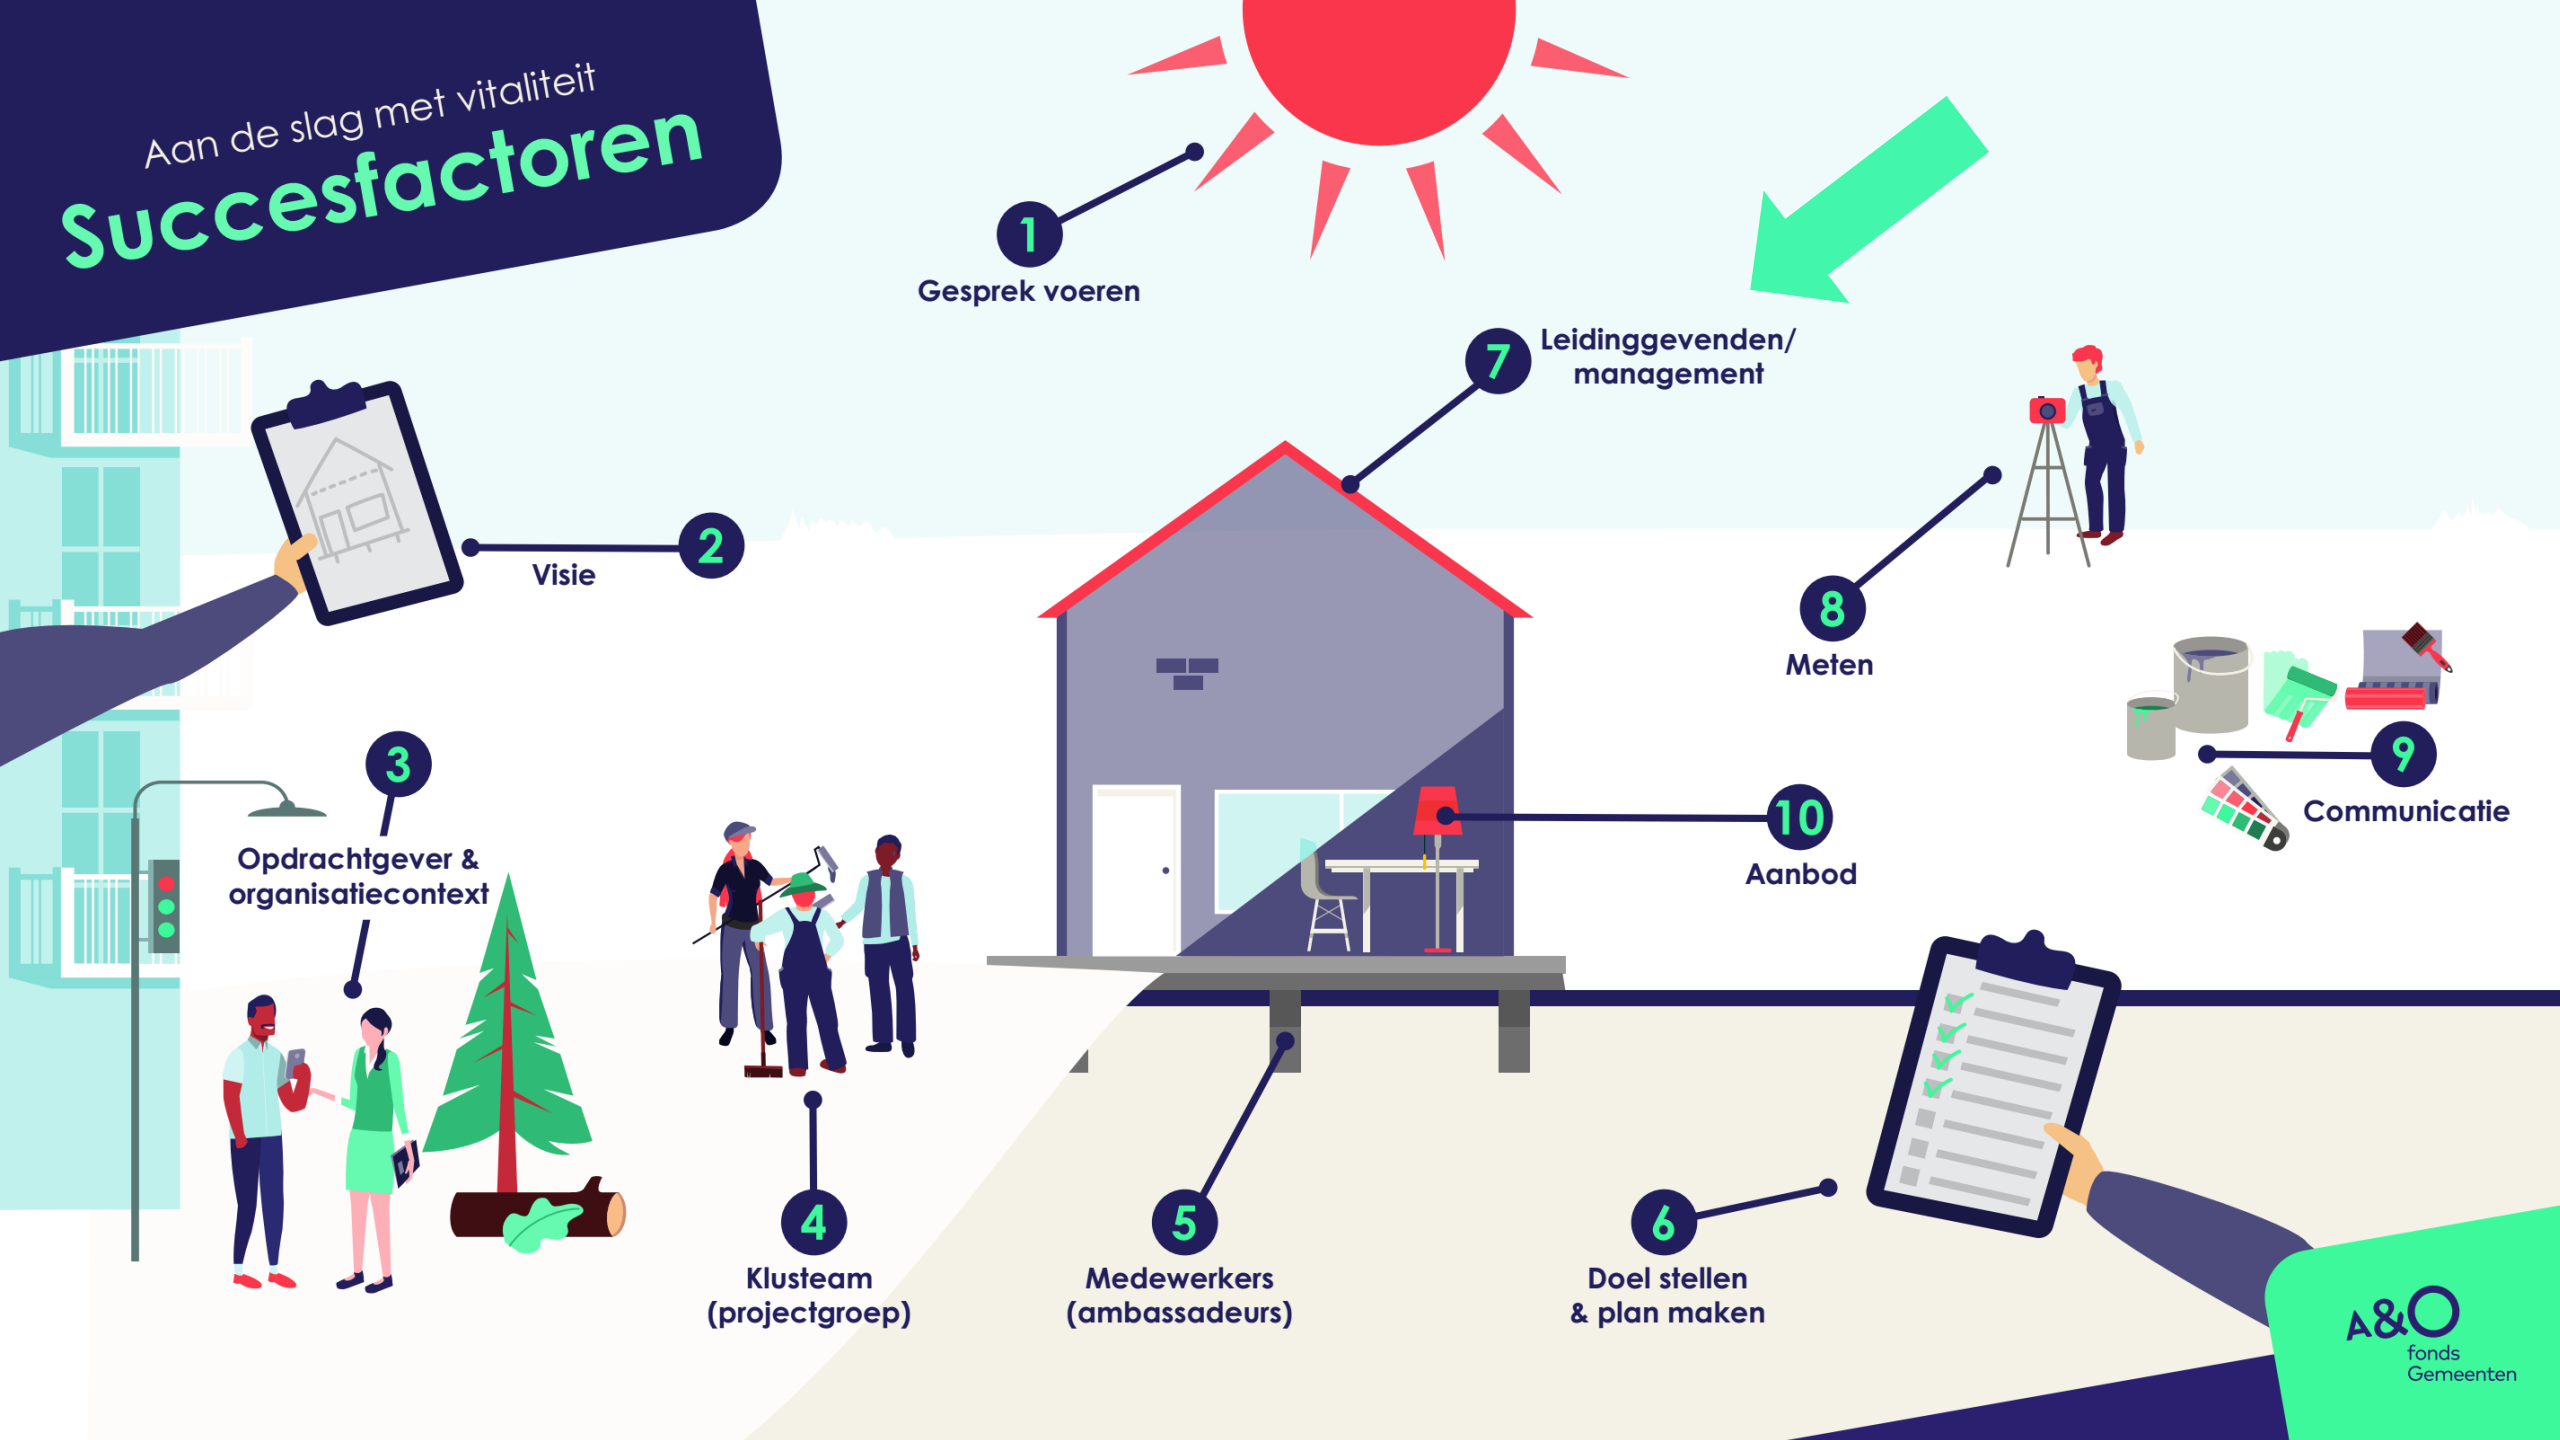 Aan de slag met vitaliteit
Succesfactoren
1
Gesprek voeren
7
Leidinggevenden/
management
2
Visie
8
Meten
3
Opdrachtgever &
organisatiecontext
9
Communicatie
10
Aanbod
4
Klusteam
(projectgroep)
5
Medewerkers
(ambassadeurs)
6
Doel stellen
& plan maken
A&O
fonds
Gemeenten